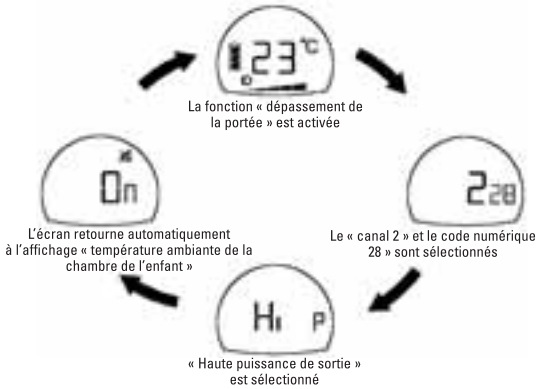 23 °C
La fonction « dépassement de
la portée » est activée
2 28
Le « canal 2 » et le code numérique
28 » sont sélectionnés
Hi P
« Haute puissance de sortie »
est sélectionné
On
L'écran retourne automatiquement
à l'affichage « température ambiante de la
chambre de l'enfant »